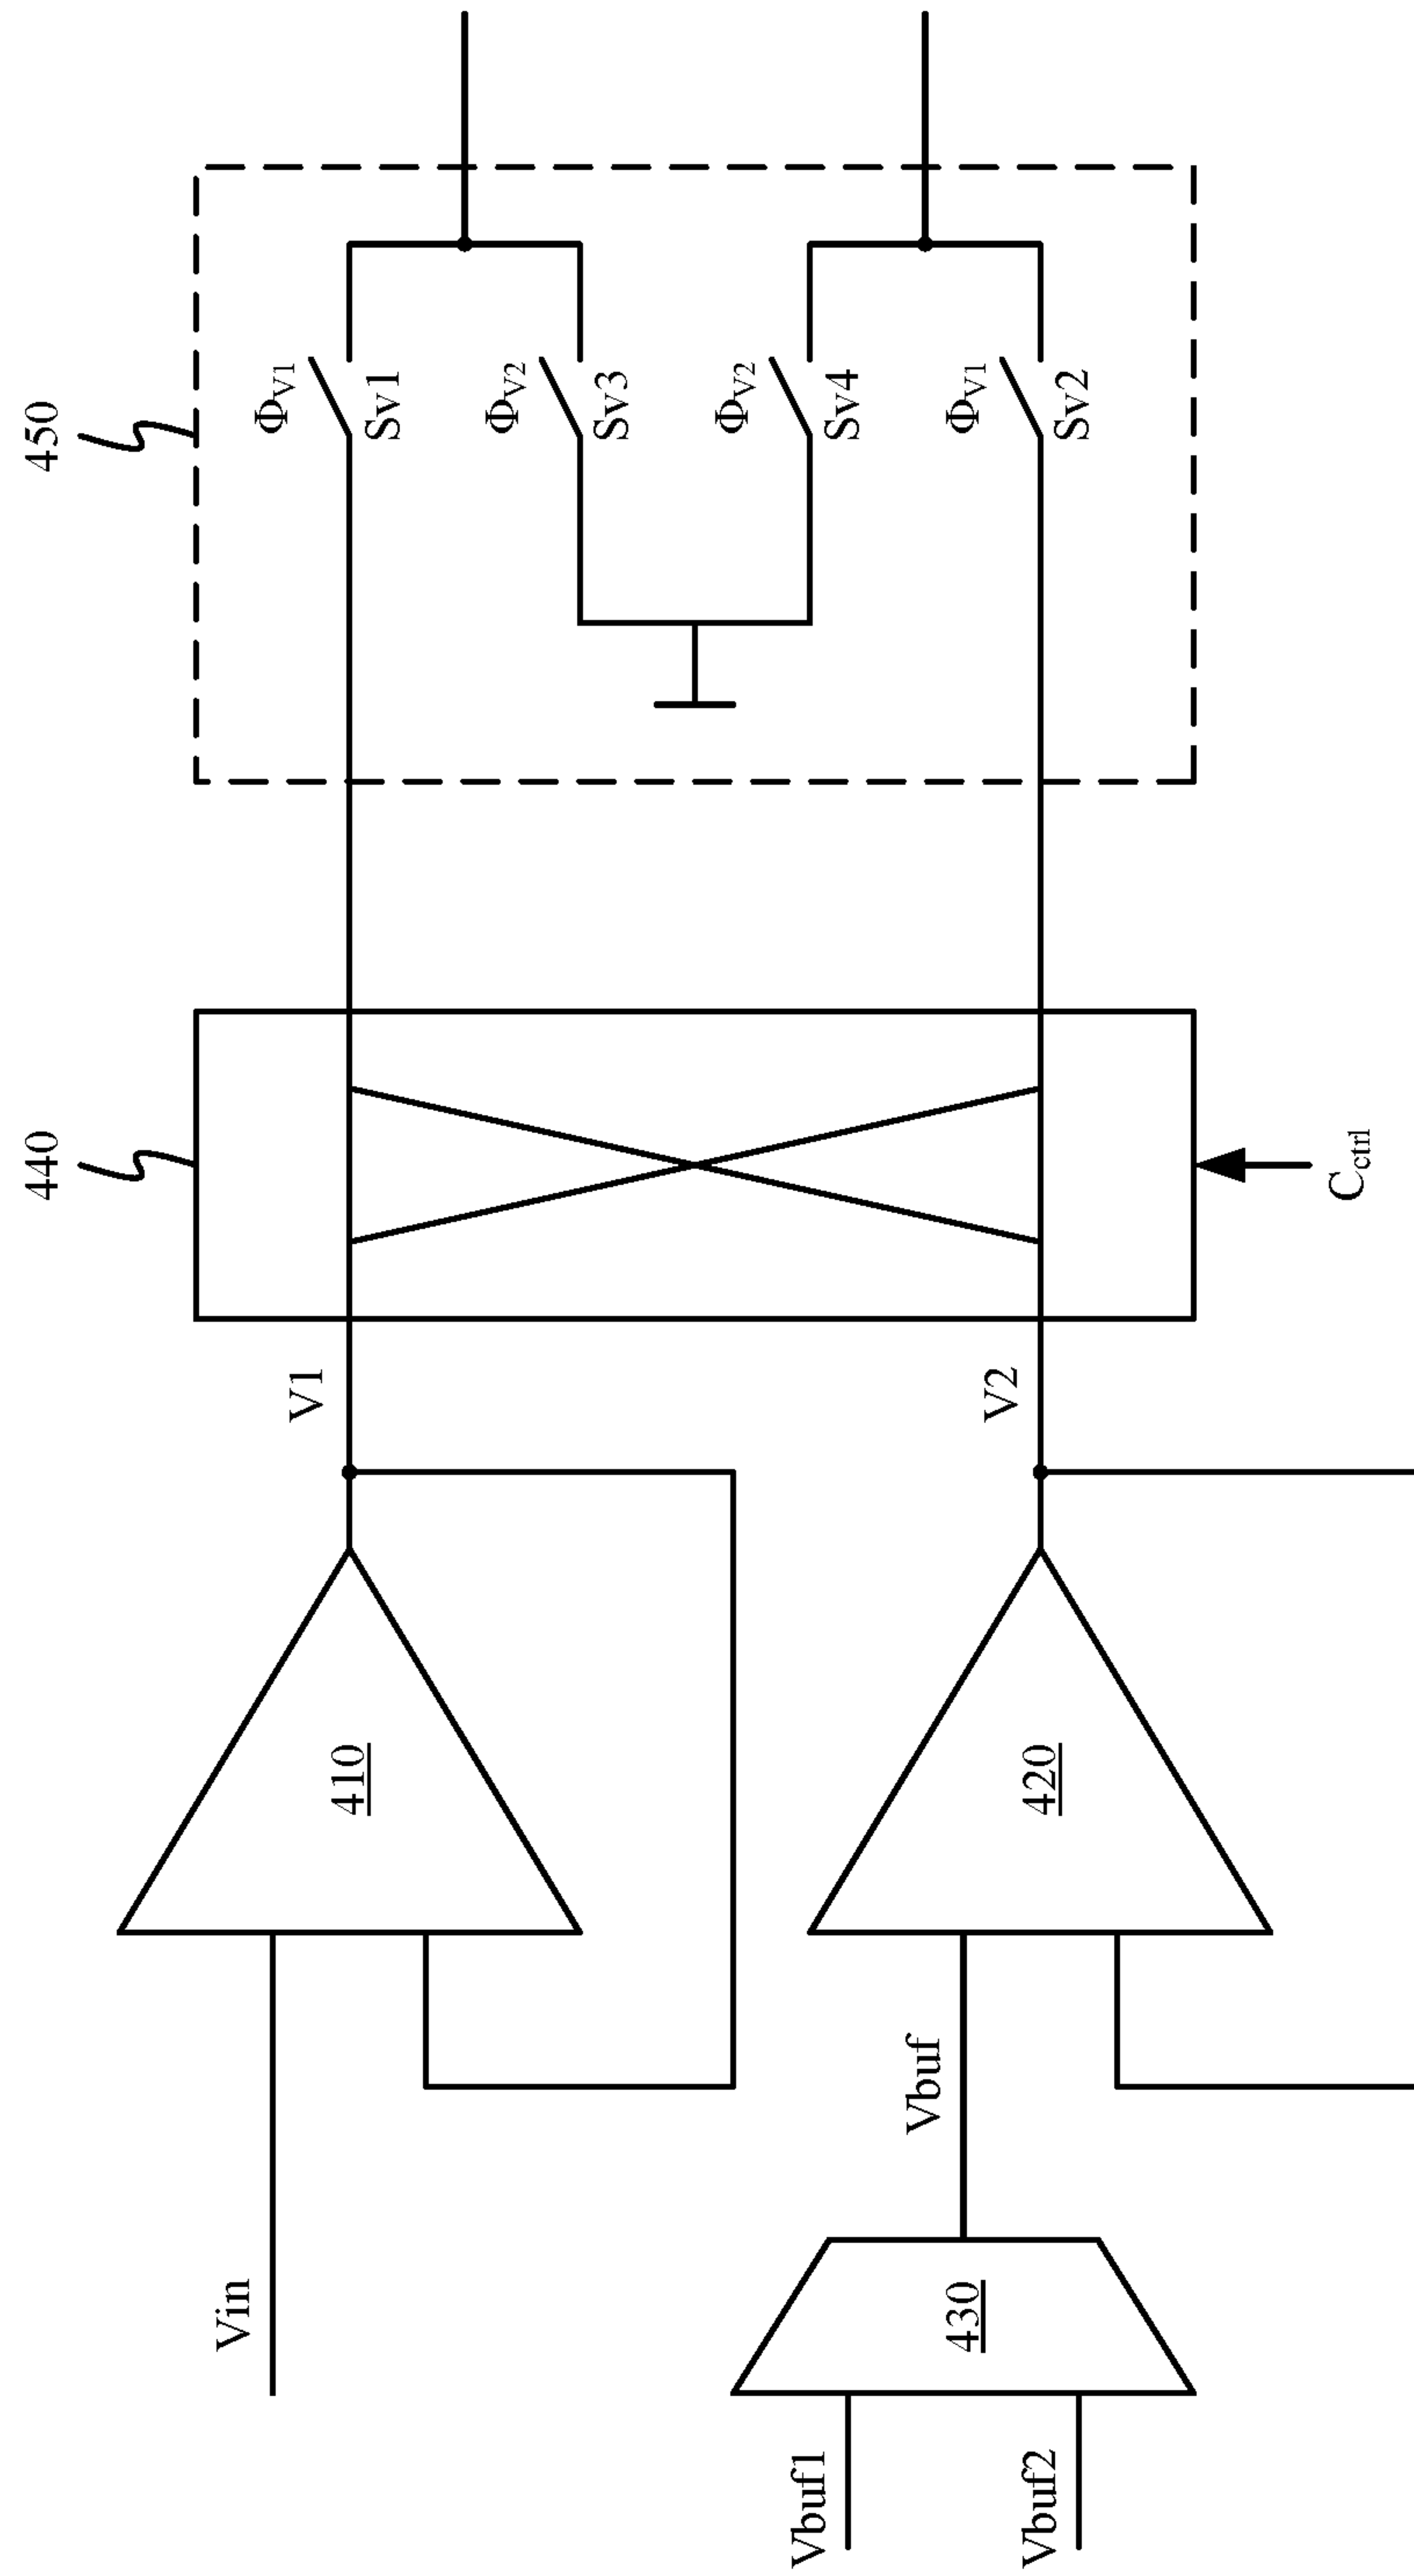 450
440
ΦV1
Sv1
ΦV2
Sv3
ΦV2
Sv4
ΦV1
Sv2
Vin
410
V1
Vbuf1
Vbuf2
430
Vbuf
420
V2
Cctrl